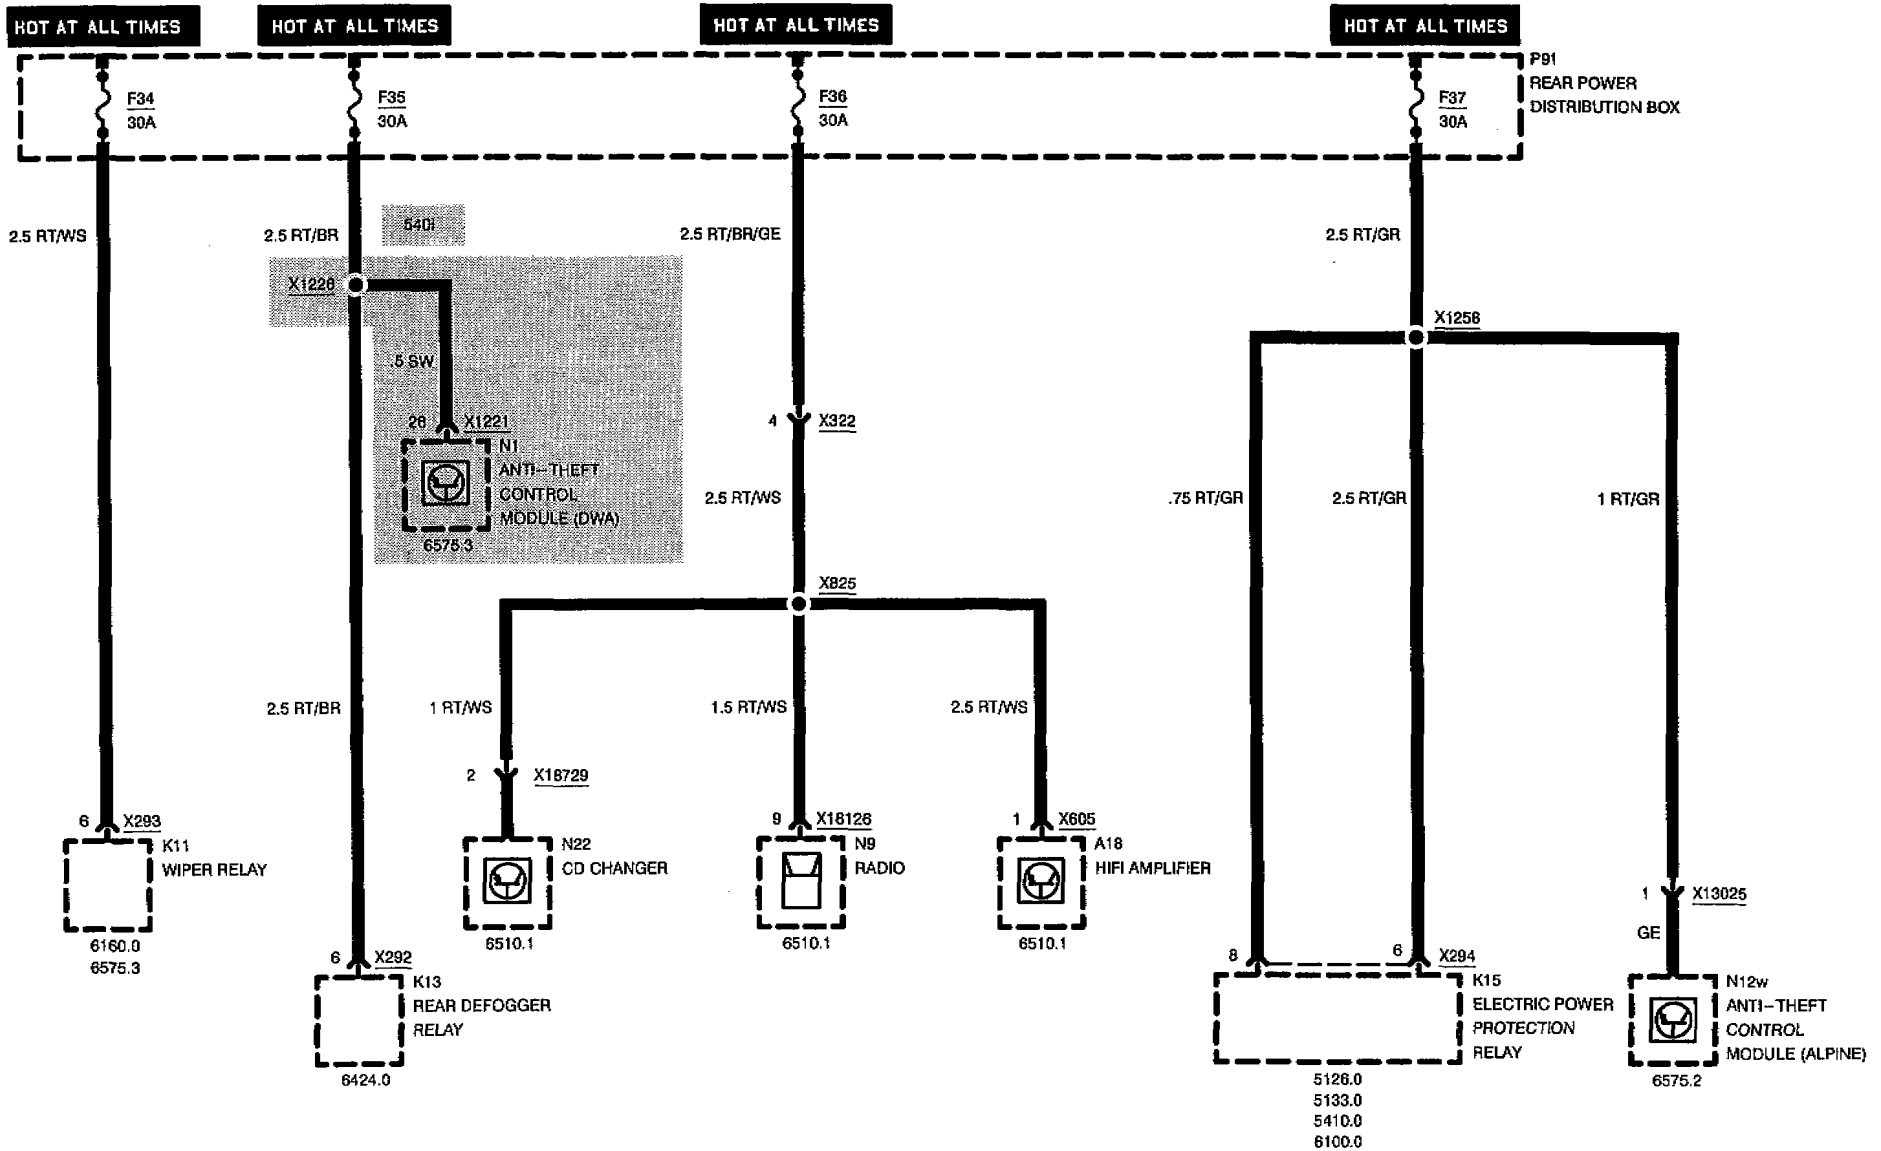 HOT AT ALL TIMES
HOT AT ALL TIMES
HOT AT ALL TIMES
HOT AT ALL TIMES
P91
REAR POWER
DISTRIBUTION BOX
F34
30A
F35
30A
F36
30A
F37
30A
2.5 RT/WS
2.5 RT/BR
540i
2.5 RT/BR/GE
2.5 RT/GR
X1226
X1256
.5 SW
26
X1221
N1
ANTI-THEFT
CONTROL
MODULE (DWA)
6575.3
4
X322
2.5 RT/WS
.75 RT/GR
2.5 RT/GR
1 RT/GR
X825
2.5 RT/BR
1 RT/WS
1.5 RT/WS
2.5 RT/WS
2
X18729
6
X293
K11
WIPER RELAY
6160.0
6575.3
N22
CD CHANGER
6510.1
9
X18126
N9
RADIO
6510.1
1
X605
A18
HIFI AMPLIFIER
6510.1
1
X13025
GE
6
X292
K13
REAR DEFOGGER
RELAY
6424.0
8
6
X294
K15
ELECTRIC POWER
PROTECTION
RELAY
5126.0
5133.0
5410.0
6100.0
N12w
ANTI-THEFT
CONTROL
MODULE (ALPINE)
6575.2